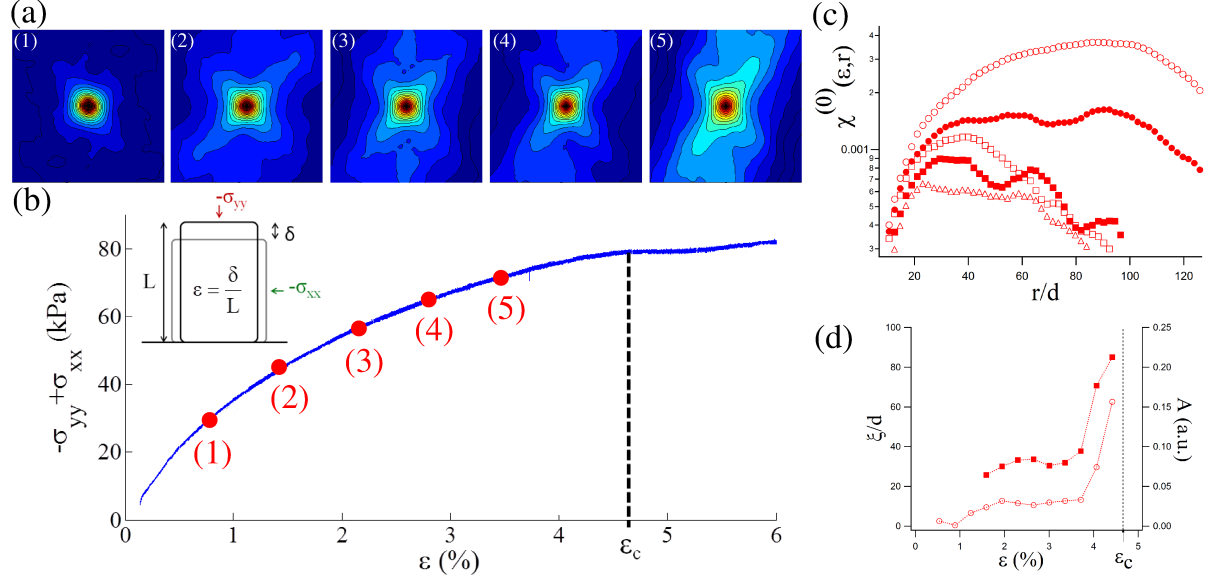 (a)
(1) (2) (3) (4) (5)
(b)
-σyy+σxx (kPa)
80
60
40
20
0
0 1 2 3 4 5 6
ε (%)
εc
(1)
(2)
(3)
(4)
(5)
-σyy
δ
L
ε = δ/L
-σxx
(c)
χ(0)(ε,r)
4
3
2
0.001
9
8
7
6
5
4
3
20 40 60 80 100 120
r/d
(d)
ξ/d
100
80
60
40
20
0
0 1 2 3 4 5
ε (%)
εc
0.25
0.20
0.15
0.10
0.05
0.00
A (a.u.)